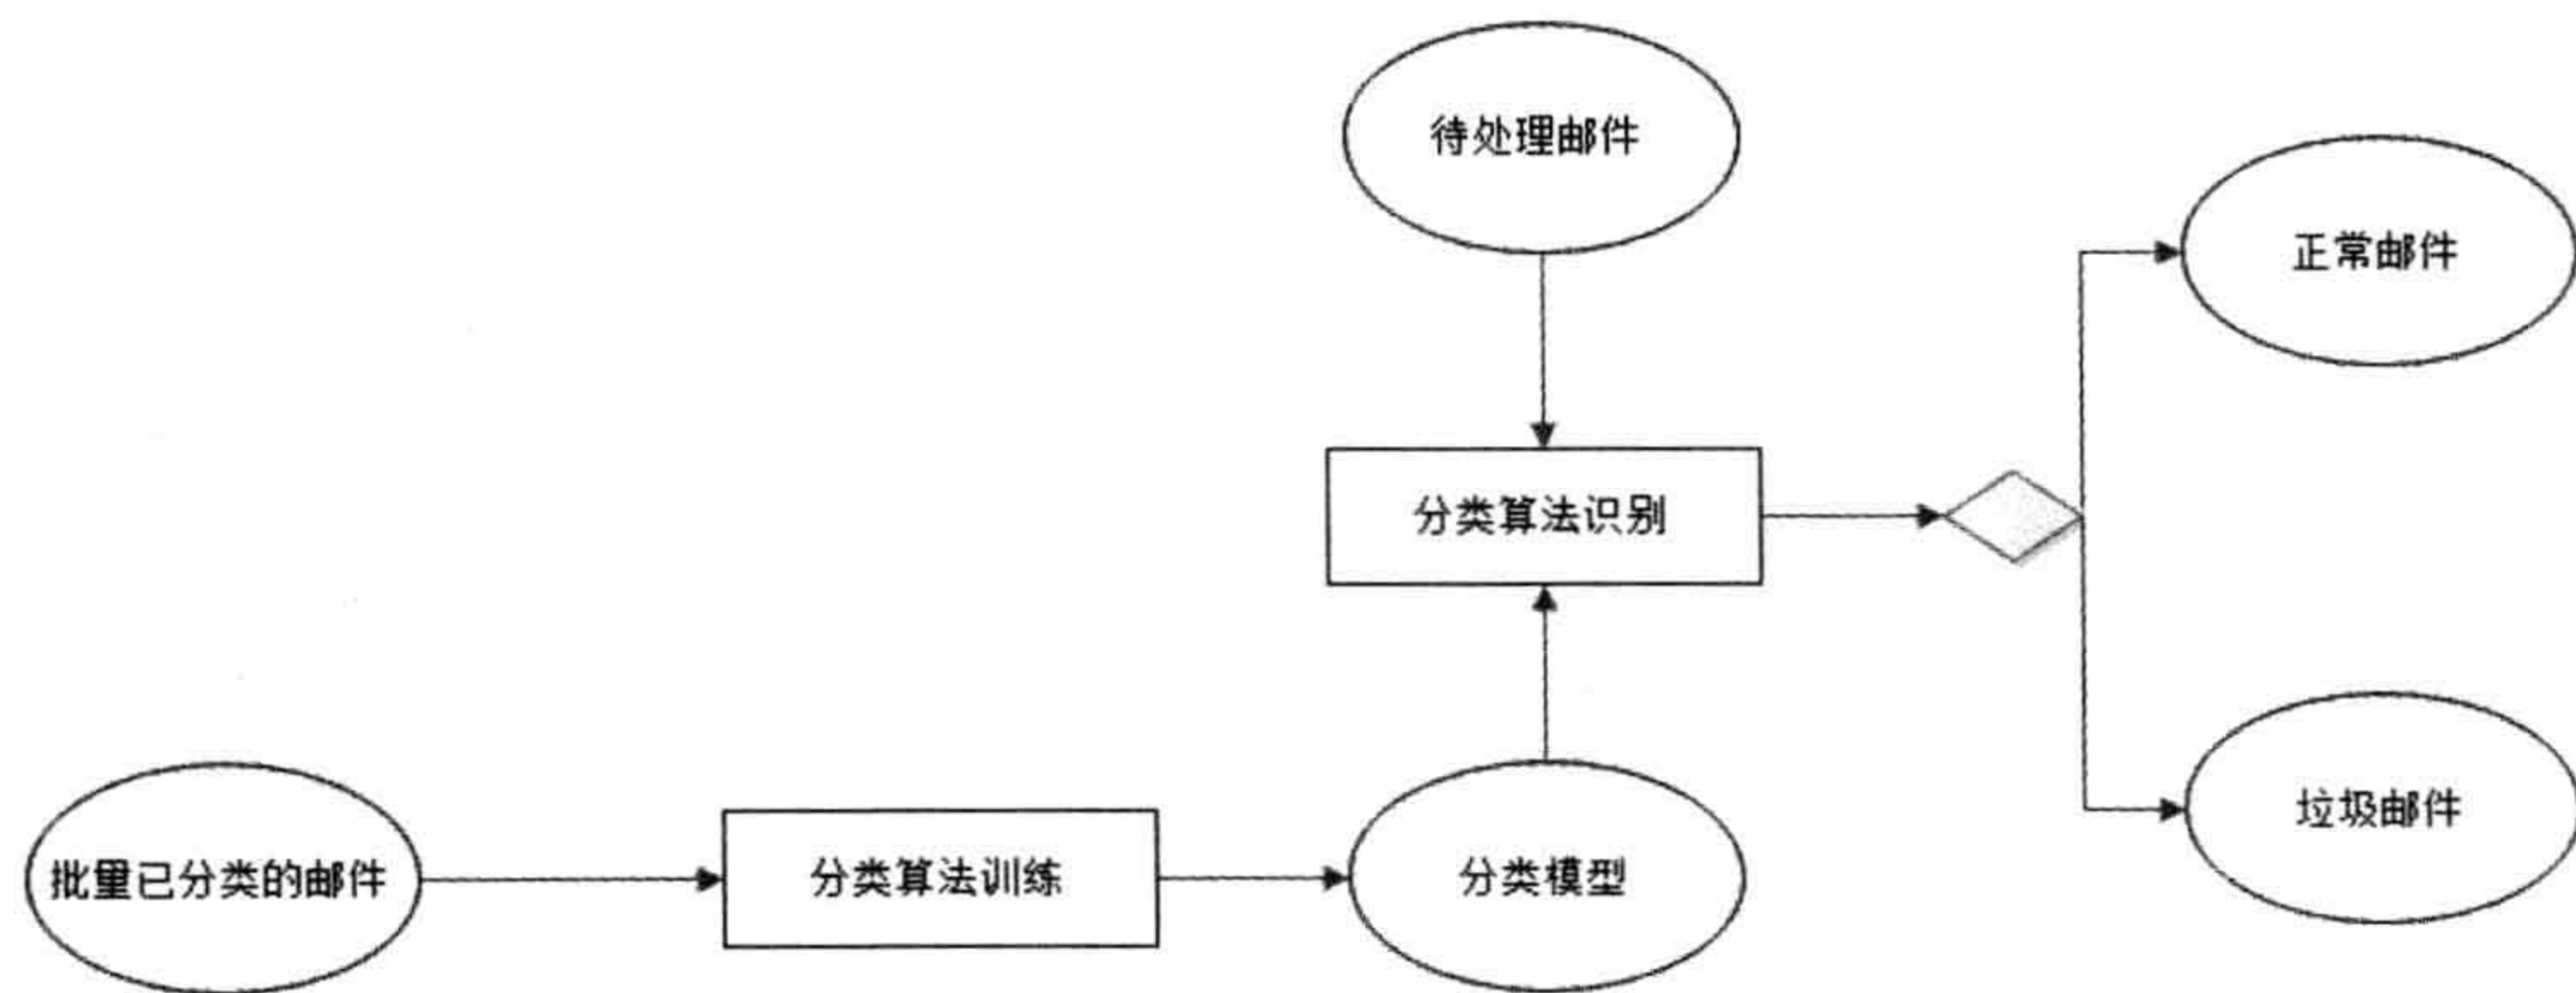 待处理邮件
正常邮件
分类算法识别
垃圾邮件
批量已分类的邮件
分类算法训练
分类模型